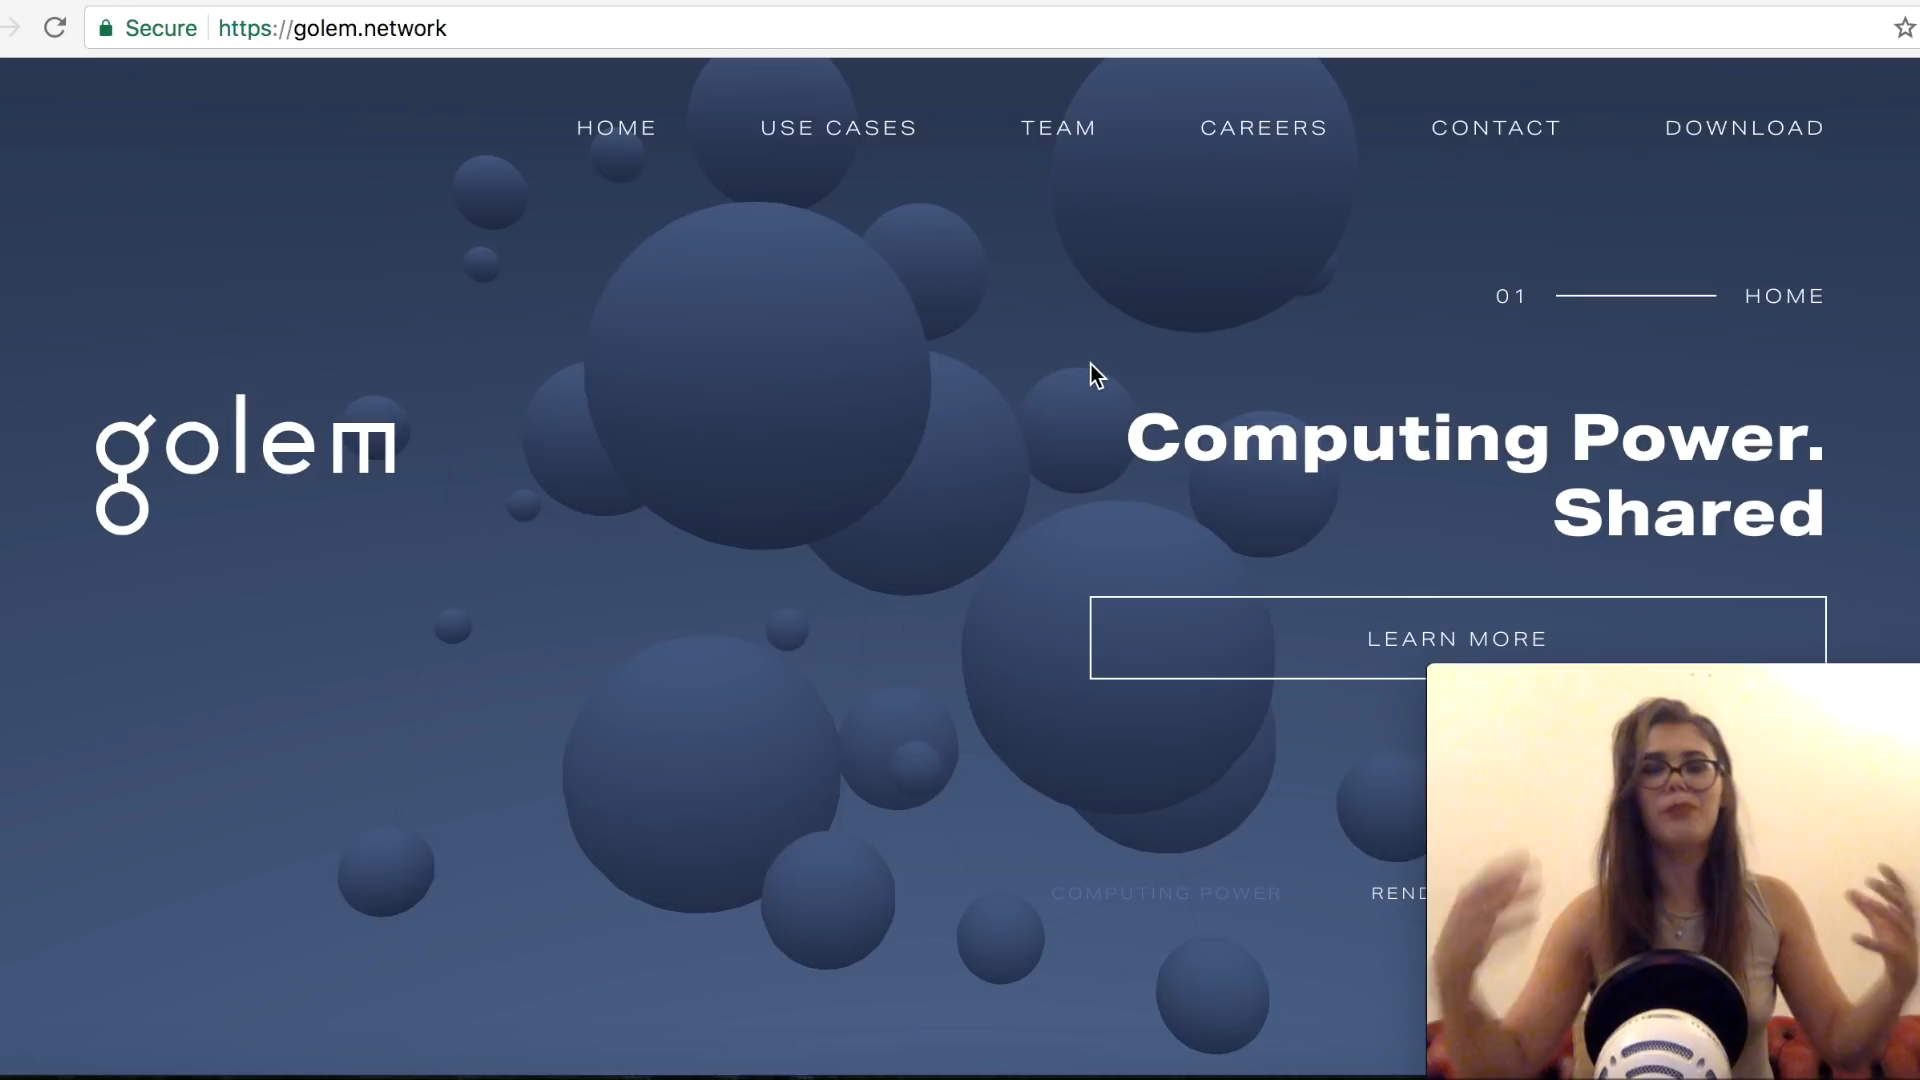 Secure https://golem.network
HOME USE CASES TEAM CAREERS CONTACT DOWNLOAD
01 HOME
golem
Computing Power.
Shared
LEARN MORE
COMPUTING POWER